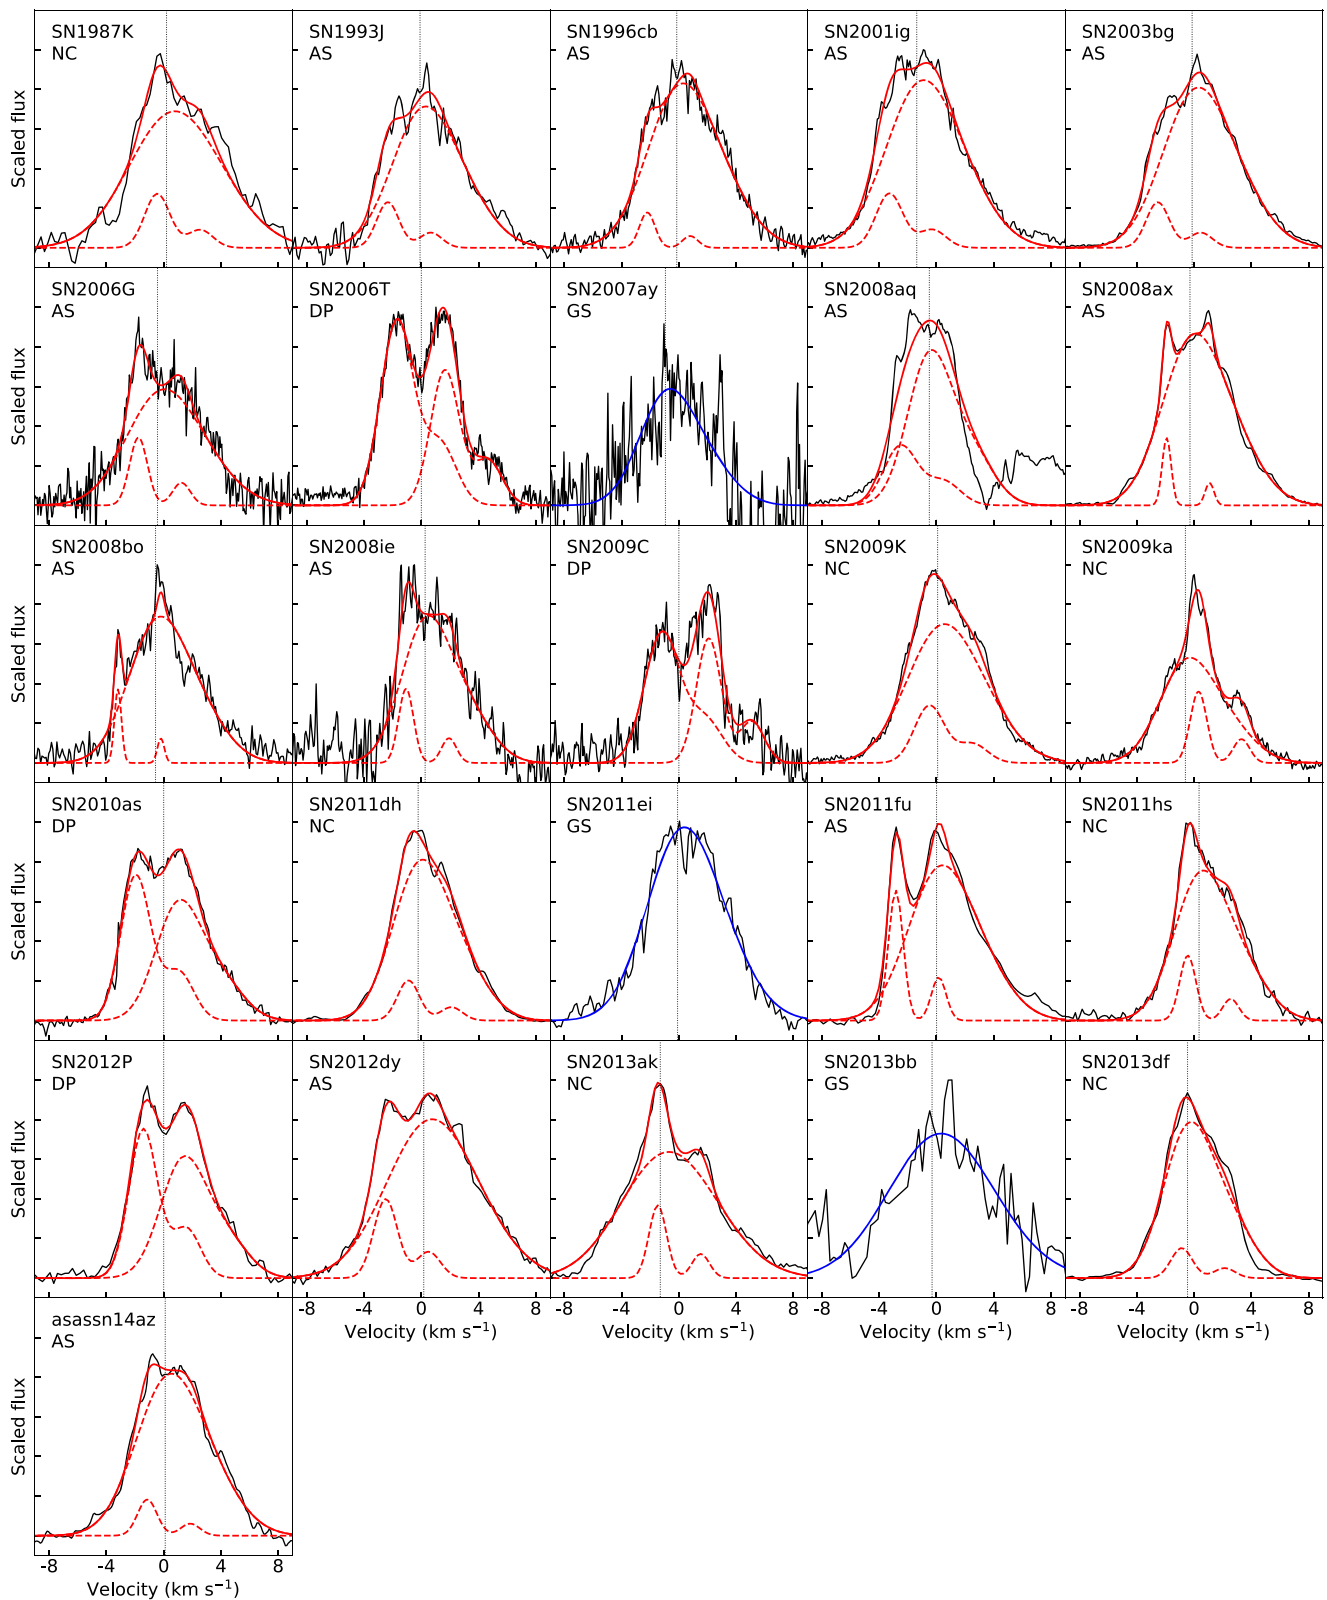 SN1987K
NC
SN1993J
AS
SN1996cb
AS
SN2001ig
AS
SN2003bg
AS
Scaled flux
SN2006G
AS
SN2006T
DP
SN2007ay
GS
SN2008aq
AS
SN2008ax
AS
Scaled flux
SN2008bo
AS
SN2008ie
AS
SN2009C
DP
SN2009K
NC
SN2009ka
NC
Scaled flux
SN2010as
DP
SN2011dh
NC
SN2011ei
GS
SN2011fu
AS
SN2011hs
NC
Scaled flux
SN2012P
DP
SN2012dy
AS
SN2013ak
NC
SN2013bb
GS
SN2013df
NC
Scaled flux
-8 -4 0 4 8
Velocity (km s⁻¹)
-8 -4 0 4 8
Velocity (km s⁻¹)
-8 -4 0 4 8
Velocity (km s⁻¹)
-8 -4 0 4 8
Velocity (km s⁻¹)
asassn14az
AS
Scaled flux
-8 -4 0 4 8
Velocity (km s⁻¹)